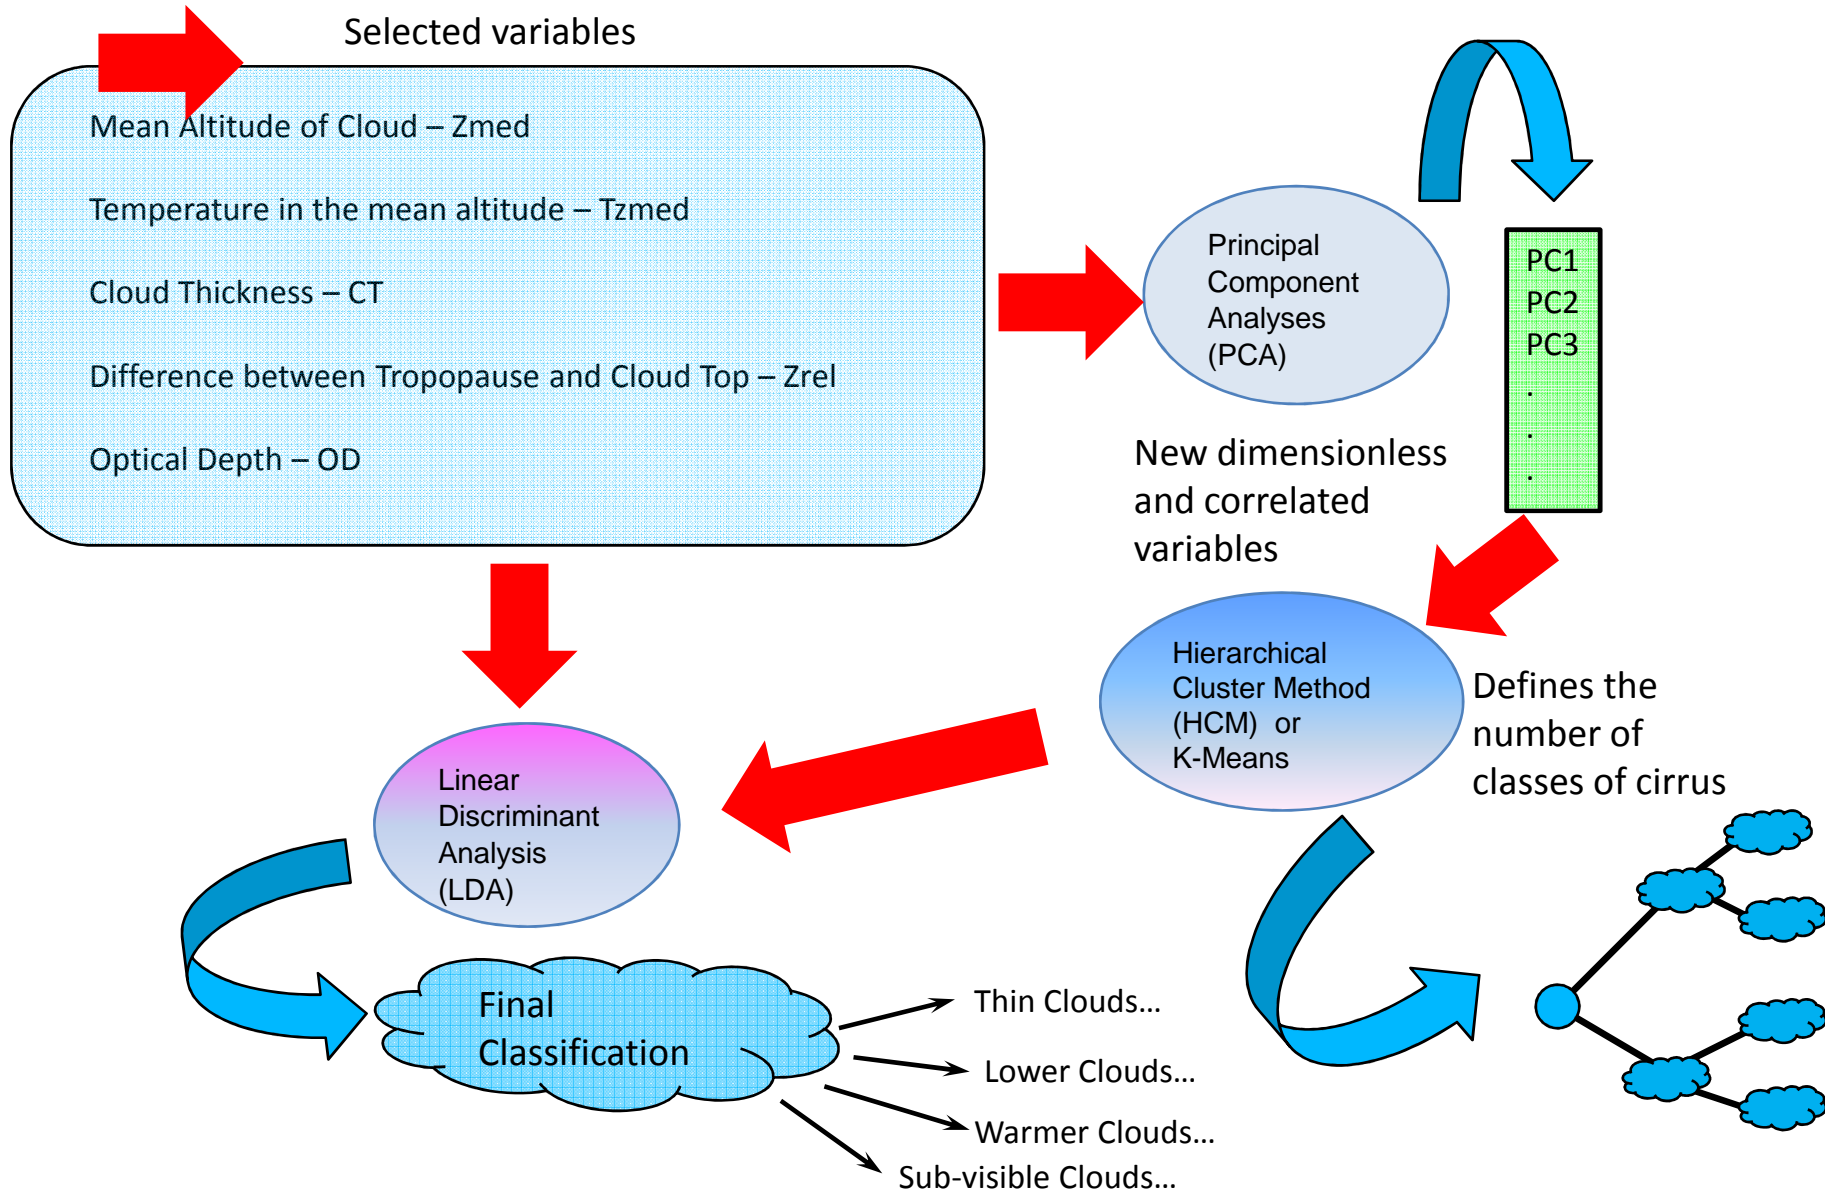 Selected variables
Mean Altitude of Cloud – Zmed
Temperature in the mean altitude – Tzmed
Cloud Thickness – CT
Difference between Tropopause and Cloud Top – Zrel
Optical Depth – OD
Principal
Component
Analyses
(PCA)
PC1
PC2
PC3
.
.
.
New dimensionless
and correlated
variables
Hierarchical
Cluster Method
(HCM) or
K-Means
Defines the
number of
classes of cirrus
Linear
Discriminant
Analysis
(LDA)
Final
Classification
Thin Clouds...
Lower Clouds...
Warmer Clouds...
Sub-visible Clouds...